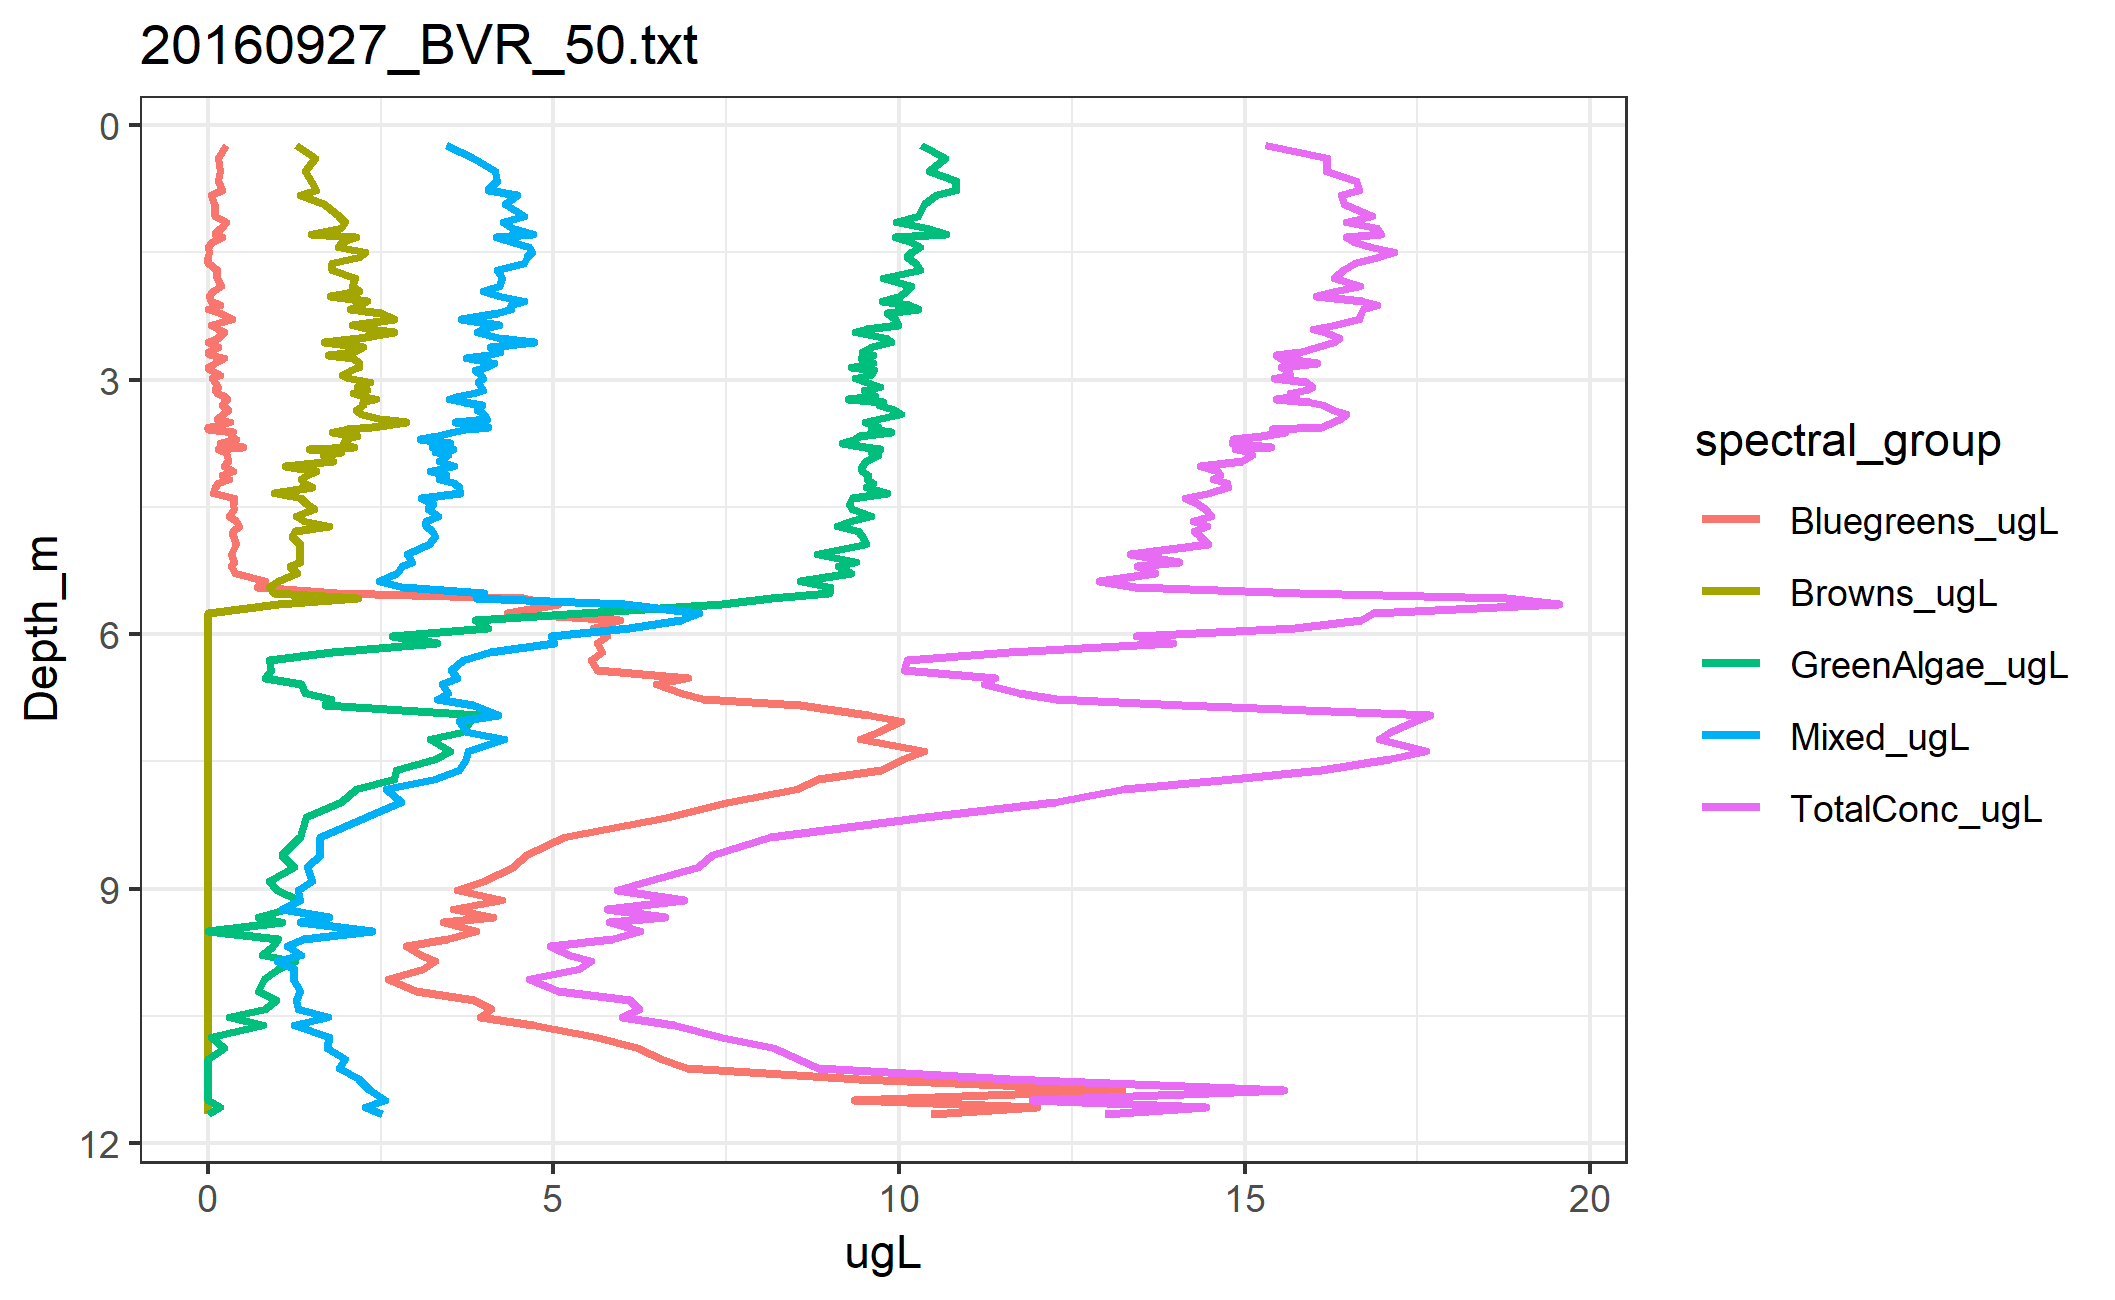 20160927_BVR_50.txt
0
3
6
9
12
Depth_m
0
5
10
15
20
ugL
spectral_group
Bluegreens_ugL
Browns_ugL
GreenAlgae_ugL
Mixed_ugL
TotalConc_ugL